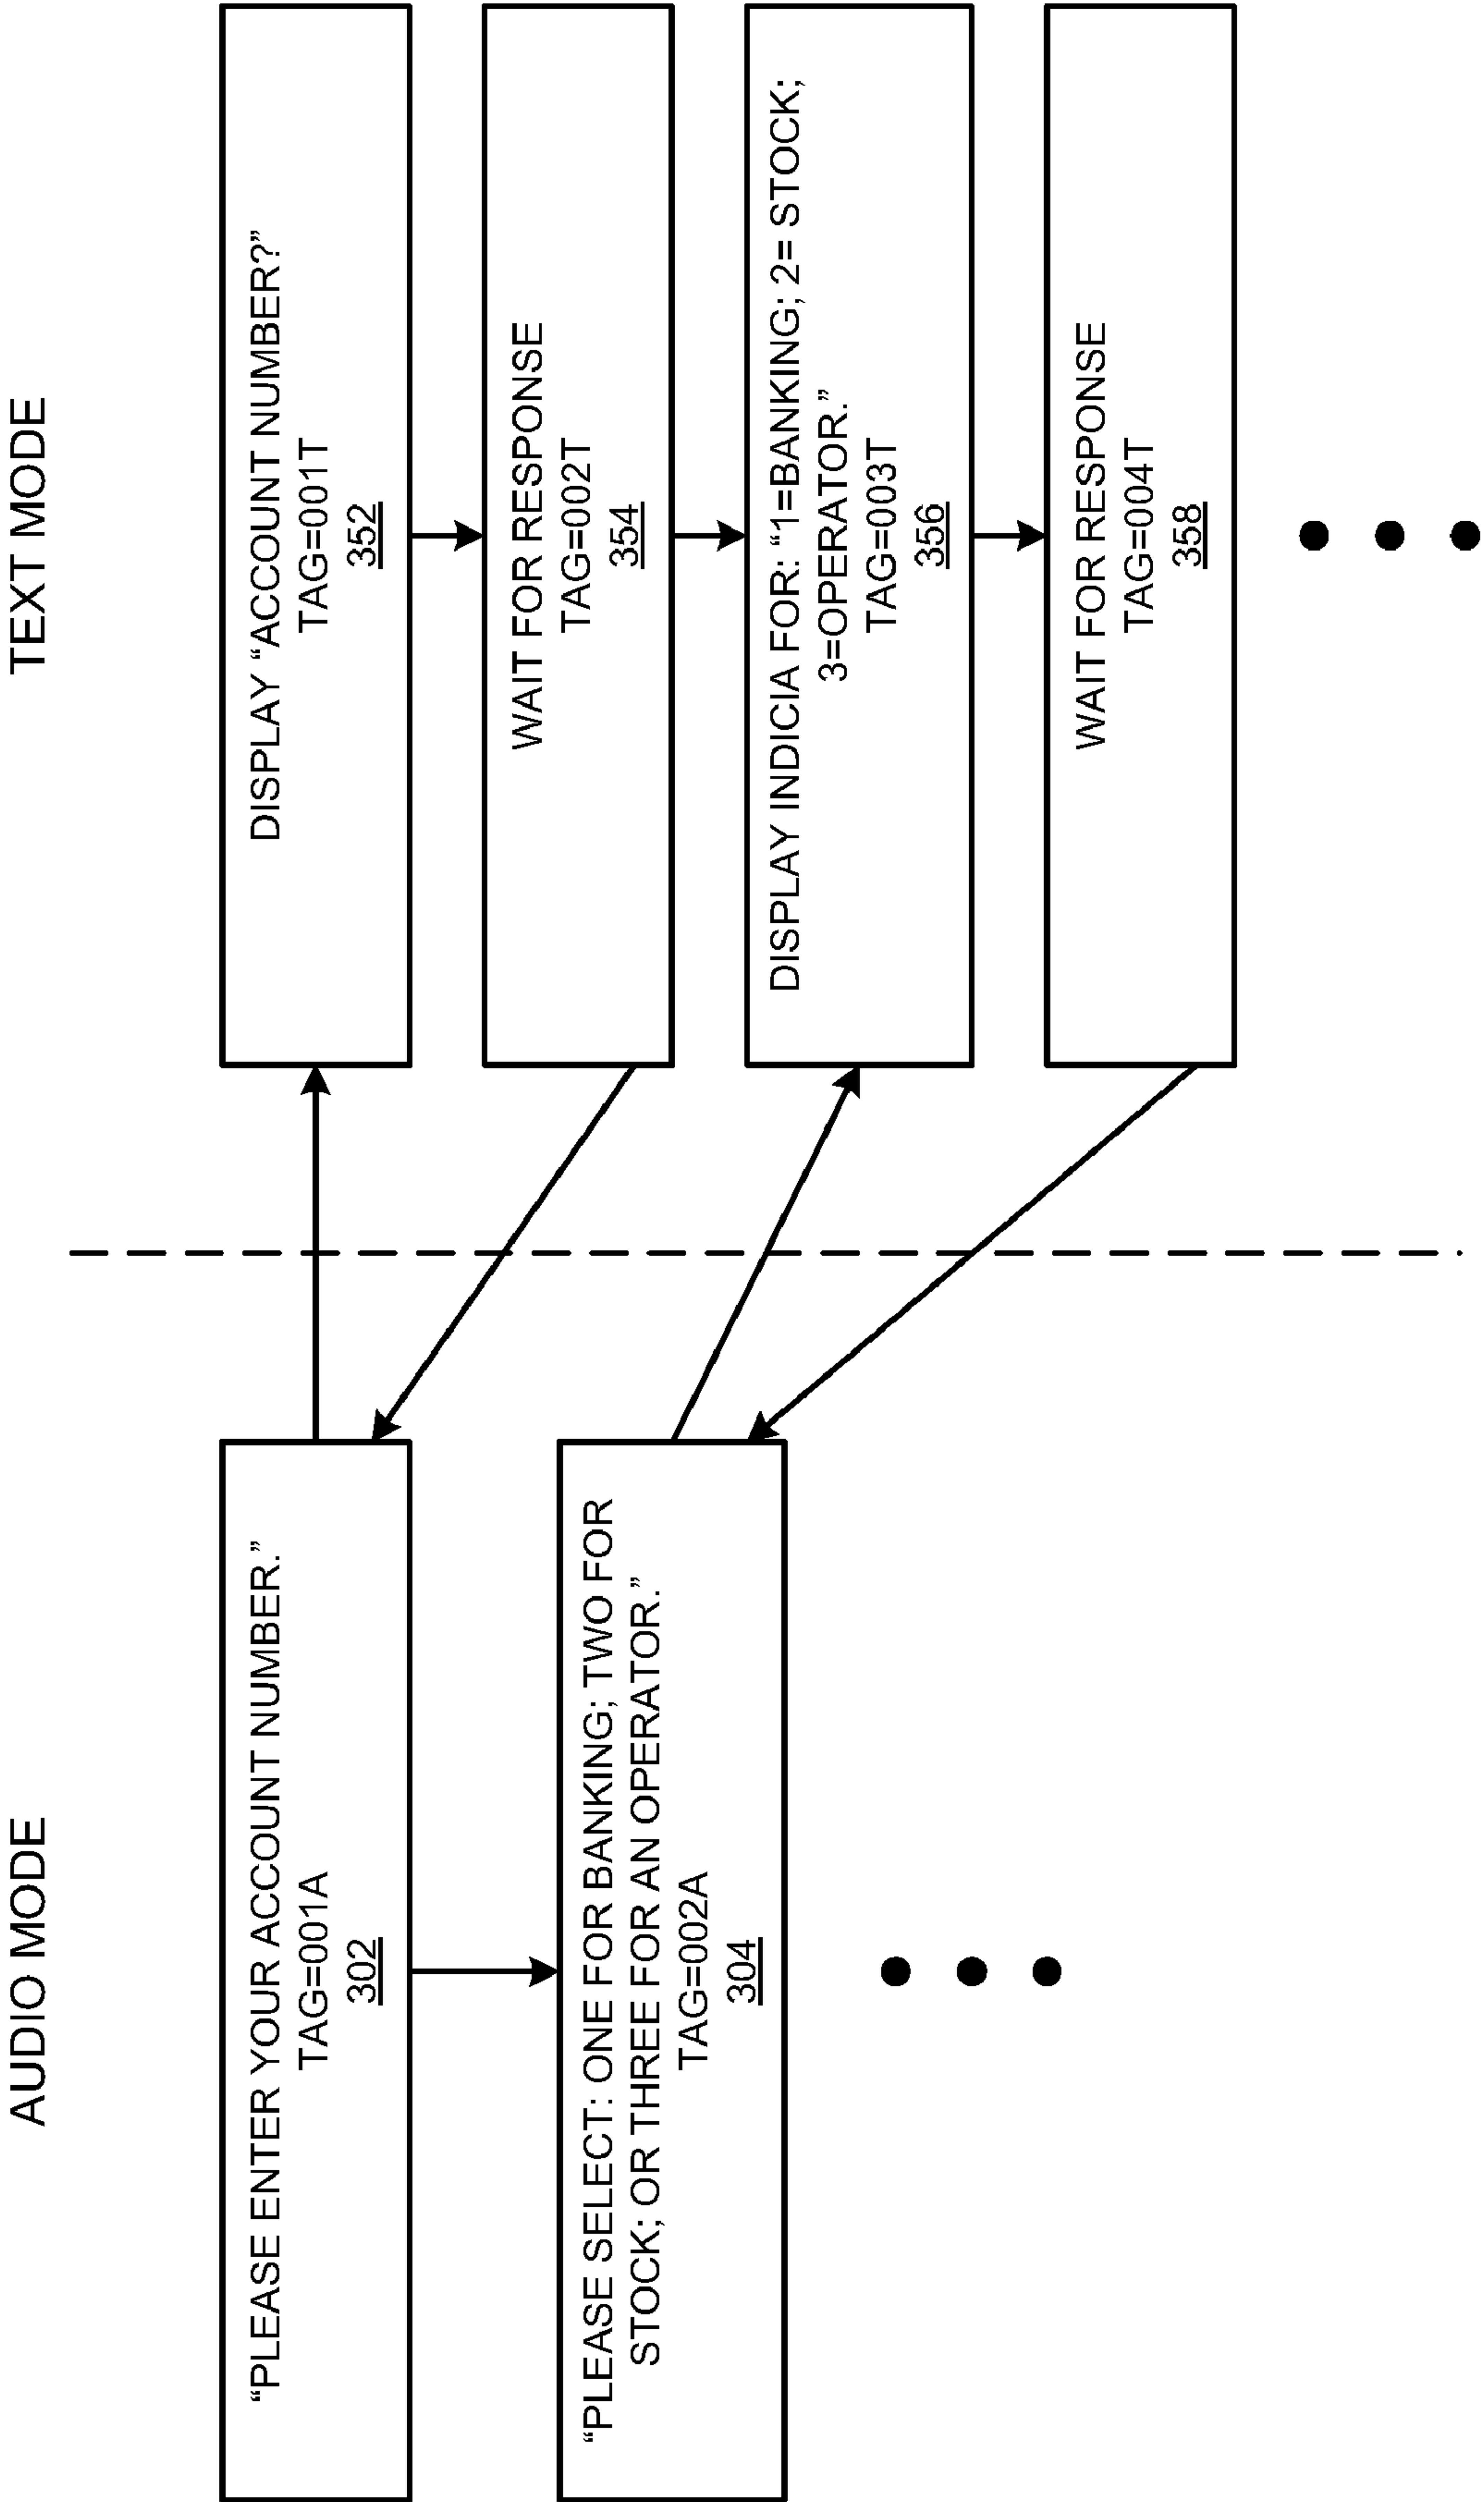 AUDIO MODE
TEXT MODE
“PLEASE ENTER YOUR ACCOUNT NUMBER.”
TAG=001A
302
“PLEASE SELECT: ONE FOR BANKING; TWO FOR
STOCK; OR THREE FOR AN OPERATOR.”
TAG=002A
304
DISPLAY “ACCOUNT NUMBER?”
TAG=001T
352
WAIT FOR RESPONSE
TAG=002T
354
DISPLAY INDICIA FOR: “1=BANKING; 2= STOCK;
3=OPERATOR.”
TAG=003T
356
WAIT FOR RESPONSE
TAG=004T
358